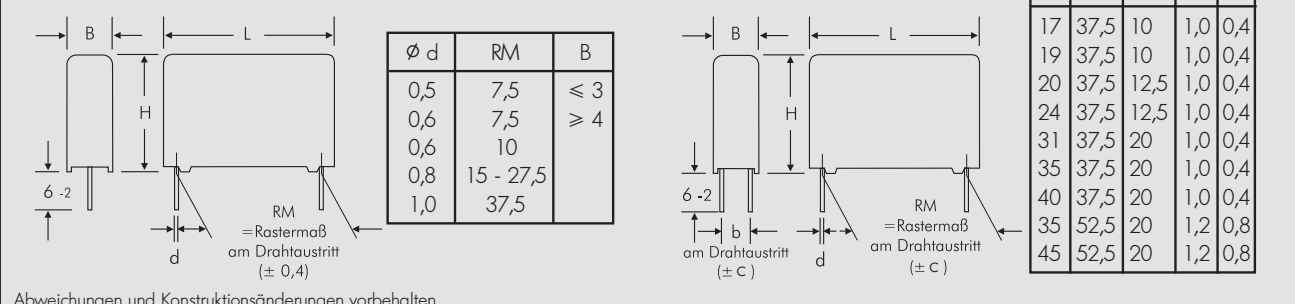 B
L
H
6 -2
d
RM
=Rastermaß
am Drahtaustritt
(± 0,4)
Ø d RM B
0,5 7,5 ⩽ 3
0,6 7,5 ⩾ 4
0,6 10
0,8 15 - 27,5
1,0 37,5
B
L
H
6 -2
b
am Drahtaustritt
(± c )
d
RM
=Rastermaß
am Drahtaustritt
(± c )
17 37,5 10 1,0 0,4
19 37,5 10 1,0 0,4
20 37,5 12,5 1,0 0,4
24 37,5 12,5 1,0 0,4
31 37,5 20 1,0 0,4
35 37,5 20 1,0 0,4
40 37,5 20 1,0 0,4
35 52,5 20 1,2 0,8
45 52,5 20 1,2 0,8
Abweichungen und Konstruktionsänderungen vorbehalten